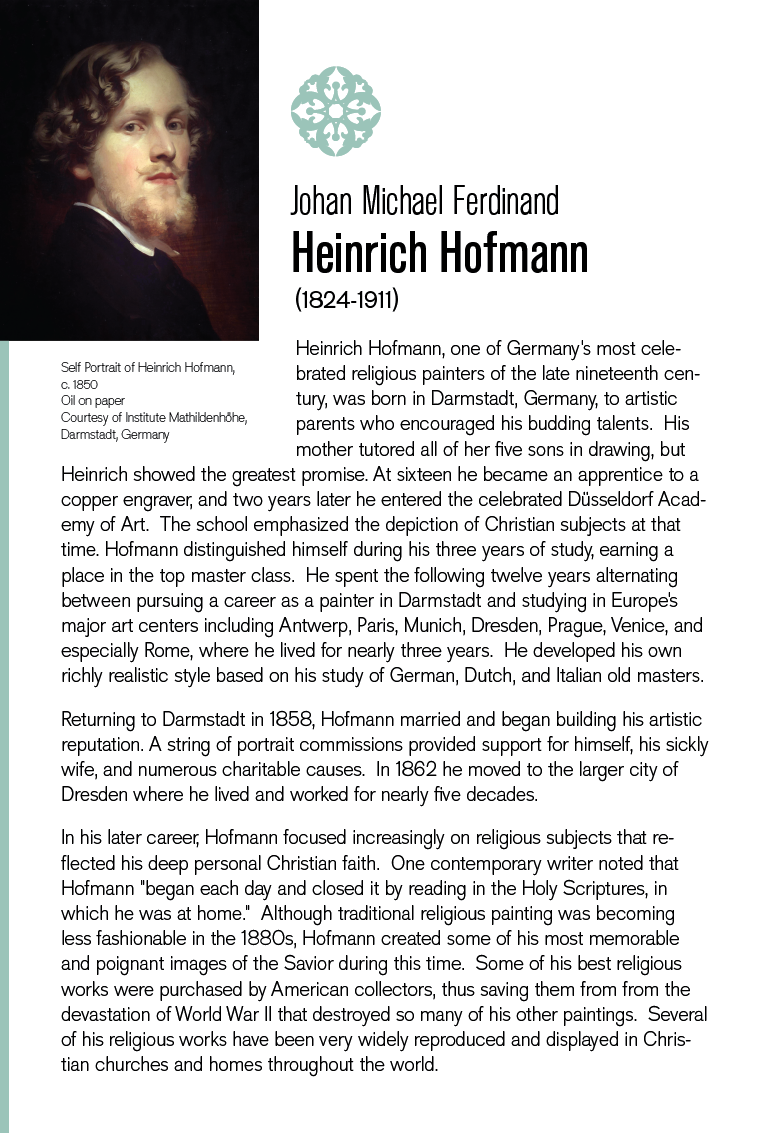 Johan Michael Ferdinand
Heinrich Hofmann
(1824-1911)
Self Portrait of Heinrich Hofmann,
c. 1850
Oil on paper
Courtesy of Institute Mathildenhöhe,
Darmstadt, Germany
Heinrich Hofmann, one of Germany's most cele-
brated religious painters of the late nineteenth cen-
tury, was born in Darmstadt, Germany, to artistic
parents who encouraged his budding talents.  His
mother tutored all of her five sons in drawing, but
Heinrich showed the greatest promise. At sixteen he became an apprentice to a
copper engraver, and two years later he entered the celebrated Düsseldorf Acad-
emy of Art.  The school emphasized the depiction of Christian subjects at that
time. Hofmann distinguished himself during his three years of study, earning a
place in the top master class.  He spent the following twelve years alternating
between pursuing a career as a painter in Darmstadt and studying in Europe's
major art centers including Antwerp, Paris, Munich, Dresden, Prague, Venice, and
especially Rome, where he lived for nearly three years.  He developed his own
richly realistic style based on his study of German, Dutch, and Italian old masters.
Returning to Darmstadt in 1858, Hofmann married and began building his artistic
reputation. A string of portrait commissions provided support for himself, his sickly
wife, and numerous charitable causes.  In 1862 he moved to the larger city of
Dresden where he lived and worked for nearly five decades.
In his later career, Hofmann focused increasingly on religious subjects that re-
flected his deep personal Christian faith.  One contemporary writer noted that
Hofmann "began each day and closed it by reading in the Holy Scriptures, in
which he was at home."  Although traditional religious painting was becoming
less fashionable in the 1880s, Hofmann created some of his most memorable
and poignant images of the Savior during this time.  Some of his best religious
works were purchased by American collectors, thus saving them from from the
devastation of World War II that destroyed so many of his other paintings.  Several
of his religious works have been very widely reproduced and displayed in Chris-
tian churches and homes throughout the world.